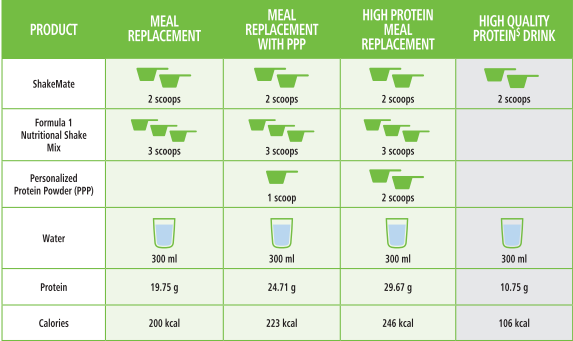 PRODUCT
MEAL
REPLACEMENT
MEAL
REPLACEMENT
WITH PPP
HIGH PROTEIN
MEAL
REPLACEMENT
HIGH QUALITY
PROTEIN§ DRINK
ShakeMate
2 scoops
2 scoops
2 scoops
2 scoops
Formula 1
Nutritional Shake
Mix
3 scoops
3 scoops
3 scoops
Personalized
Protein Powder (PPP)
1 scoop
2 scoops
Water
300 ml
300 ml
300 ml
300 ml
Protein
19.75 g
24.71 g
29.67 g
10.75 g
Calories
200 kcal
223 kcal
246 kcal
106 kcal